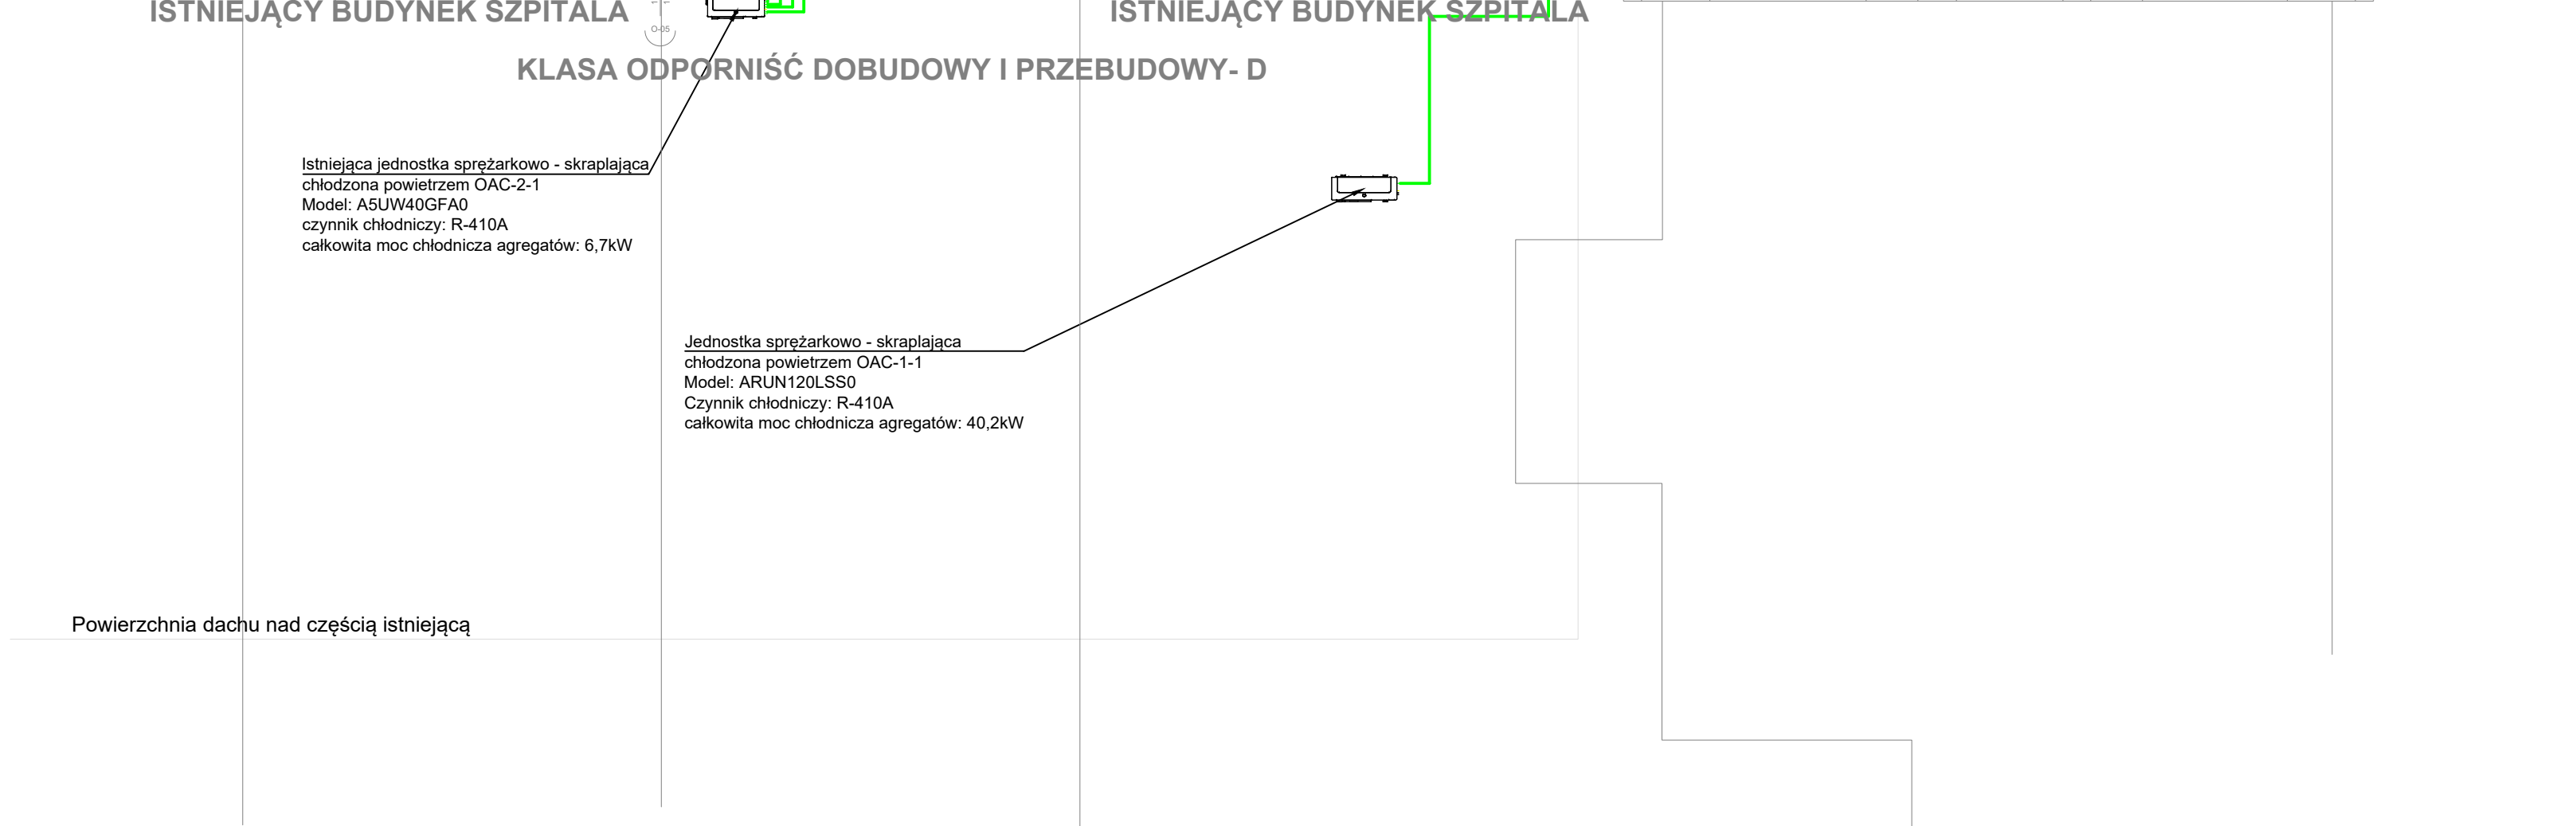 ISTNIEJĄCY BUDYNEK SZPITALA
ISTNIEJĄCY BUDYNEK SZPITALA
O-05
KLASA ODPORNIŚĆ DOBUDOWY I PRZEBUDOWY- D
Istniejąca jednostka sprężarkowo - skraplająca
chłodzona powietrzem OAC-2-1
Model: A5UW40GFA0
czynnik chłodniczy: R-410A
całkowita moc chłodnicza agregatów: 6,7kW
Jednostka sprężarkowo - skraplająca
chłodzona powietrzem OAC-1-1
Model: ARUN120LSS0
Czynnik chłodniczy: R-410A
całkowita moc chłodnicza agregatów: 40,2kW
Powierzchnia dachu nad częścią istniejącą